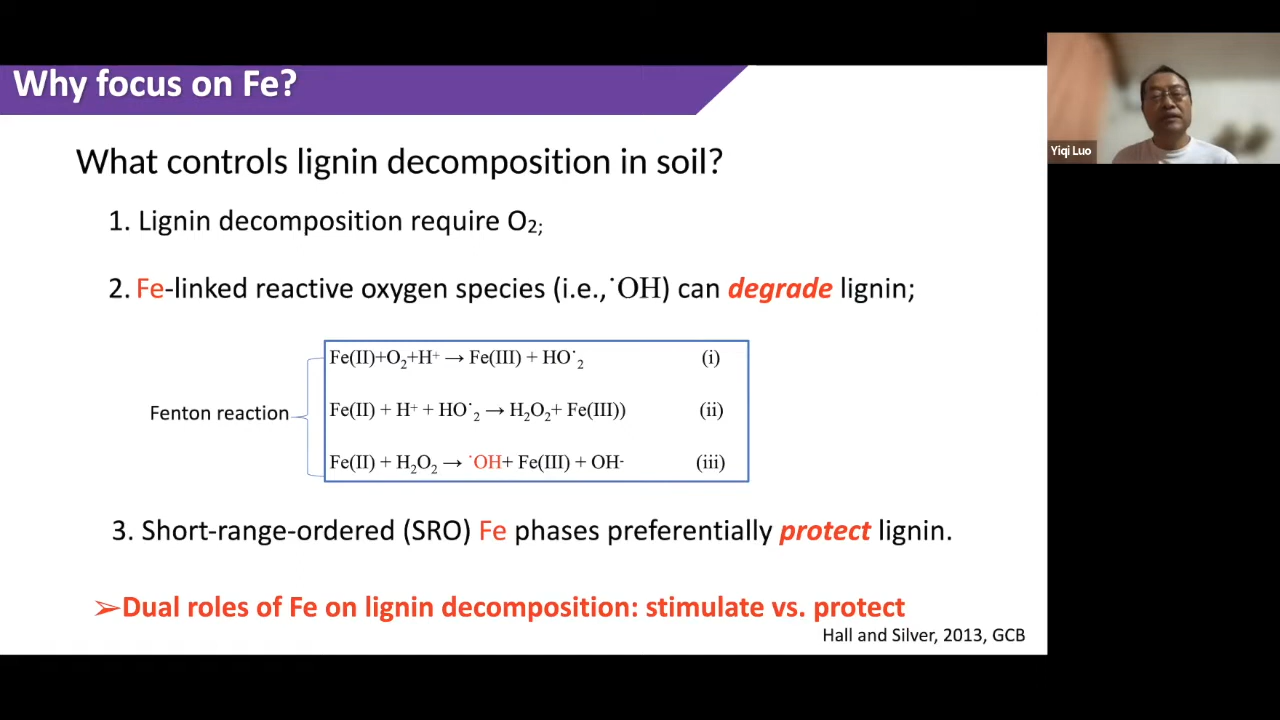 Why focus on Fe?
What controls lignin decomposition in soil?
1. Lignin decomposition require O₂;
2. Fe-linked reactive oxygen species (i.e.,˙OH) can degrade lignin;
Fe(II)+O₂+H⁺ → Fe(III) + HO˙₂ (i)
Fenton reaction
Fe(II) + H⁺ + HO˙₂ → H₂O₂+ Fe(III)) (ii)
Fe(II) + H₂O₂ → ˙OH+ Fe(III) + OH⁻ (iii)
3. Short-range-ordered (SRO) Fe phases preferentially protect lignin.
➢Dual roles of Fe on lignin decomposition: stimulate vs. protect
Hall and Silver, 2013, GCB
Yiqi Luo